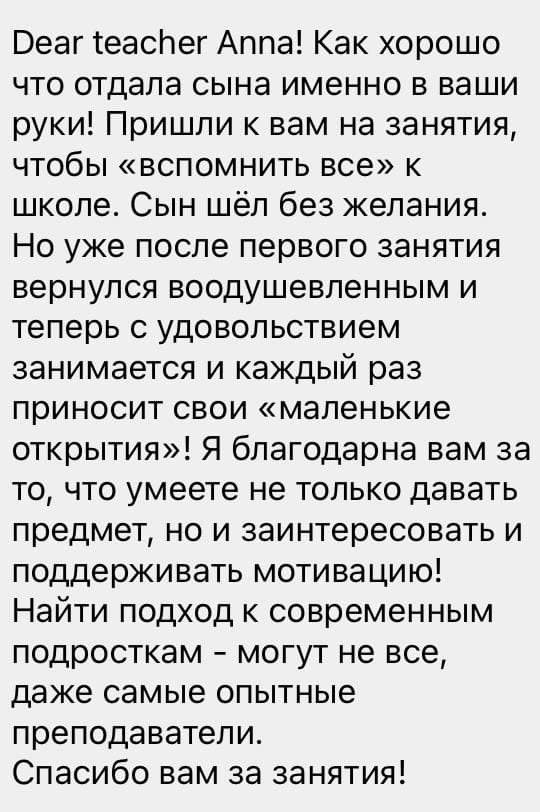 Dear teacher Anna! Как хорошо
что отдала сына именно в ваши
руки! Пришли к вам на занятия,
чтобы «вспомнить все» к
школе. Сын шёл без желания.
Но уже после первого занятия
вернулся воодушевленным и
теперь с удовольствием
занимается и каждый раз
приносит свои «маленькие
открытия»! Я благодарна вам за
то, что умеете не только давать
предмет, но и заинтересовать и
поддерживать мотивацию!
Найти подход к современным
подросткам - могут не все,
даже самые опытные
преподаватели.
Спасибо вам за занятия!